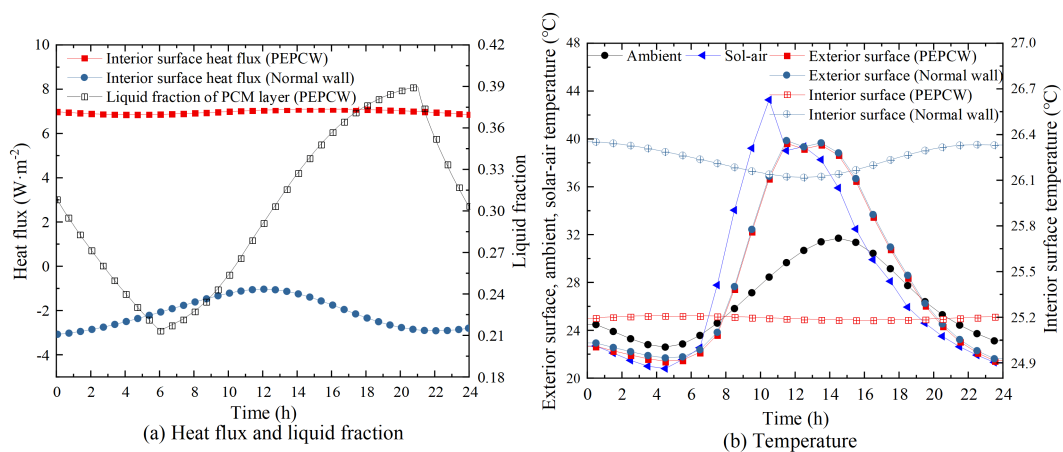 10
8
6
4
2
0
-2
-4
Heat flux (W·m⁻²)
Interior surface heat flux (PEPCW)
Interior surface heat flux (Normal wall)
Liquid fraction of PCM layer (PEPCW)
0.42
0.39
0.36
0.33
0.30
0.27
0.24
0.21
0.18
Liquid fraction
0 2 4 6 8 10 12 14 16 18 20 22 24
Time (h)
(a) Heat flux and liquid fraction
48
44
40
36
32
28
24
20
Exterior surface, ambient, solar-air temperature (°C)
Ambient
Sol-air
Exterior surface (PEPCW)
Exterior surface (Normal wall)
Interior surface (PEPCW)
Interior surface (Normal wall)
27.0
26.7
26.4
26.1
25.8
25.5
25.2
24.9
Interior surface temperature (°C)
0 2 4 6 8 10 12 14 16 18 20 22 24
Time (h)
(b) Temperature